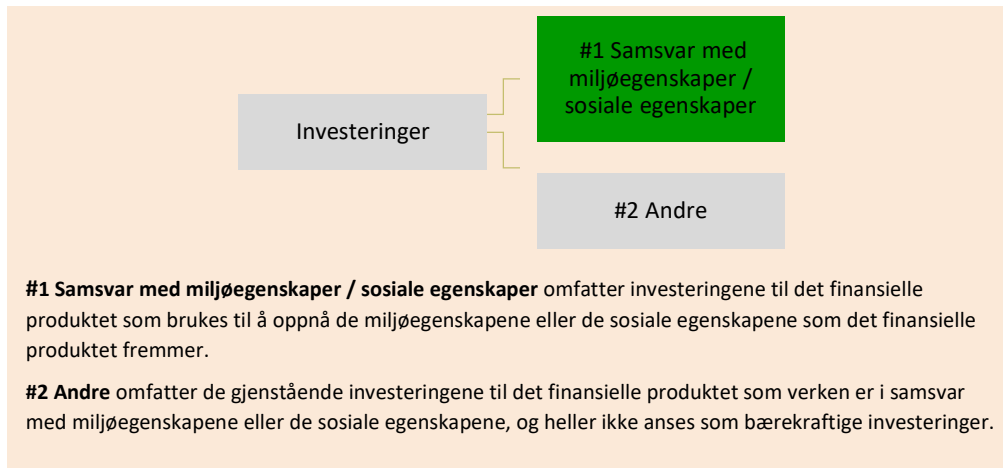 #1 Samsvar med
miljøegenskaper /
sosiale egenskaper
Investeringer
#2 Andre
#1 Samsvar med miljøegenskaper / sosiale egenskaper omfatter investeringene til det finansielle
produktet som brukes til å oppnå de miljøegenskapene eller de sosiale egenskapene som det finansielle
produktet fremmer.
#2 Andre omfatter de gjenstående investeringene til det finansielle produktet som verken er i samsvar
med miljøegenskapene eller de sosiale egenskapene, og heller ikke anses som bærekraftige investeringer.